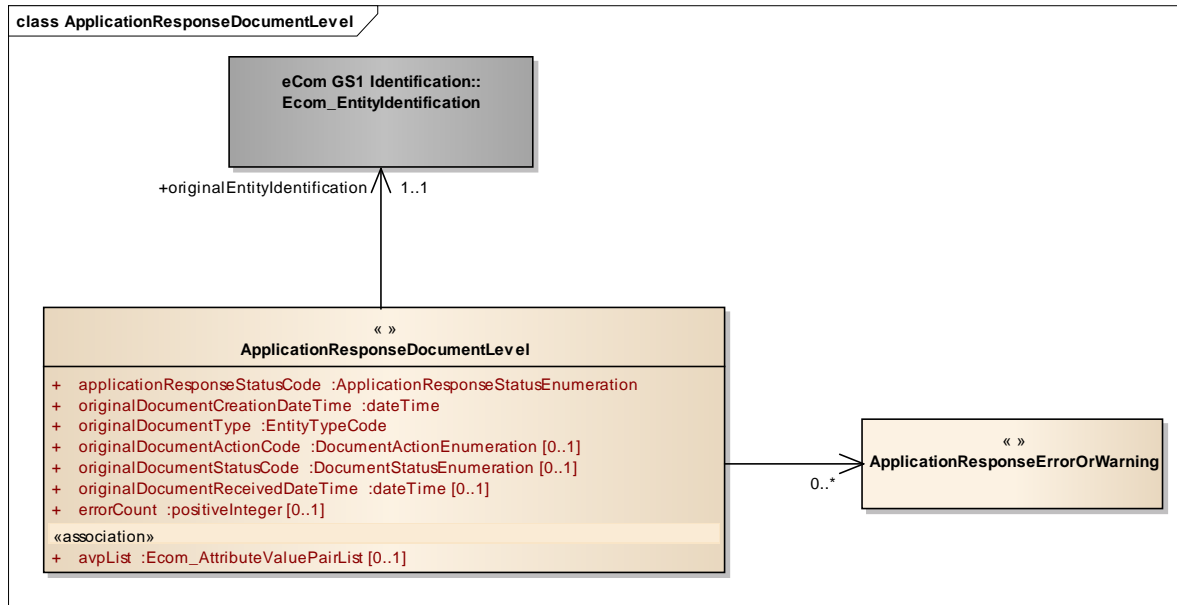 class ApplicationResponseDocumentLevel
eCom GS1 Identification::
Ecom_EntityIdentification
+originalEntityIdentification 1..1
« »
ApplicationResponseDocumentLevel
+ applicationResponseStatusCode :ApplicationResponseStatusEnumeration
+ originalDocumentCreationDateTime :dateTime
+ originalDocumentType :EntityTypeCode
+ originalDocumentActionCode :DocumentActionEnumeration [0..1]
+ originalDocumentStatusCode :DocumentStatusEnumeration [0..1]
+ originalDocumentReceivedDateTime :dateTime [0..1]
+ errorCount :positiveInteger [0..1]
«association»
+ avpList :Ecom_AttributeValuePairList [0..1]
0..*
« »
ApplicationResponseErrorOrWarning